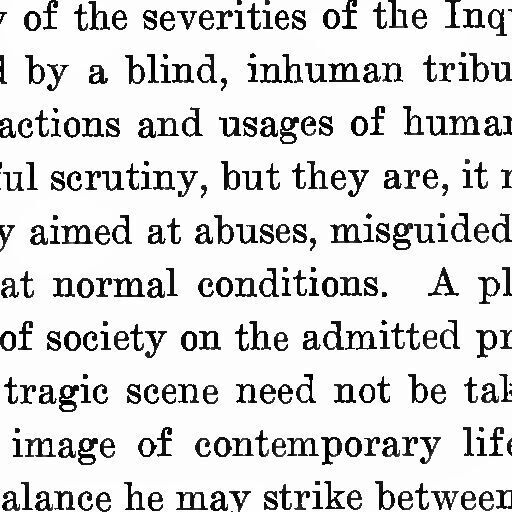 of the severities of the Inq
by a blind, inhuman tribu
actions and usages of human
ful scrutiny, but they are, it r
y aimed at abuses, misguided
at normal conditions. A pl
of society on the admitted pr
tragic scene need not be tak
image of contemporary life
alance he may strike between